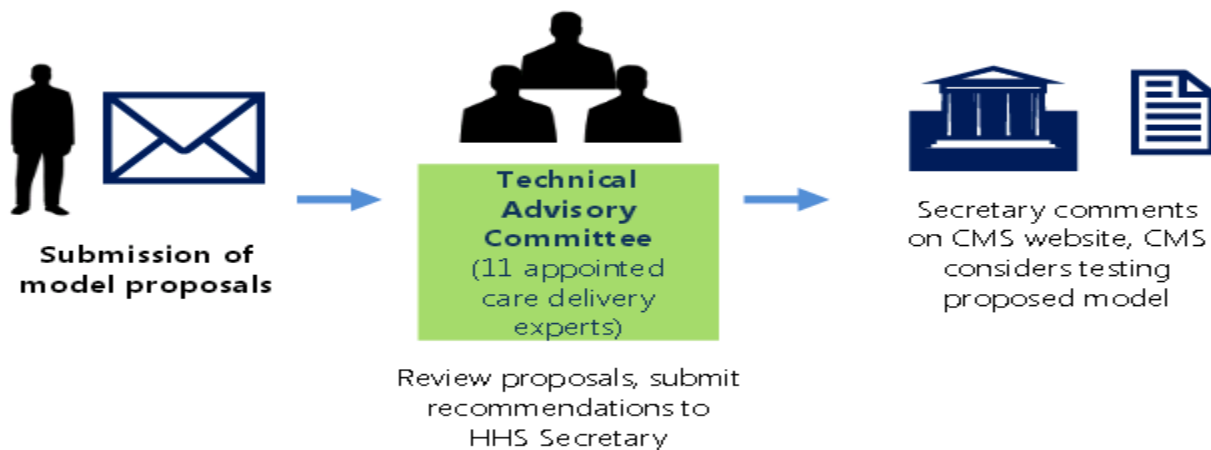 Submission of
model proposals
Technical
Advisory
Committee
(11 appointed
care delivery
experts)
Review proposals, submit
recommendations to
HHS Secretary
Secretary comments
on CMS website, CMS
considers testing
proposed model